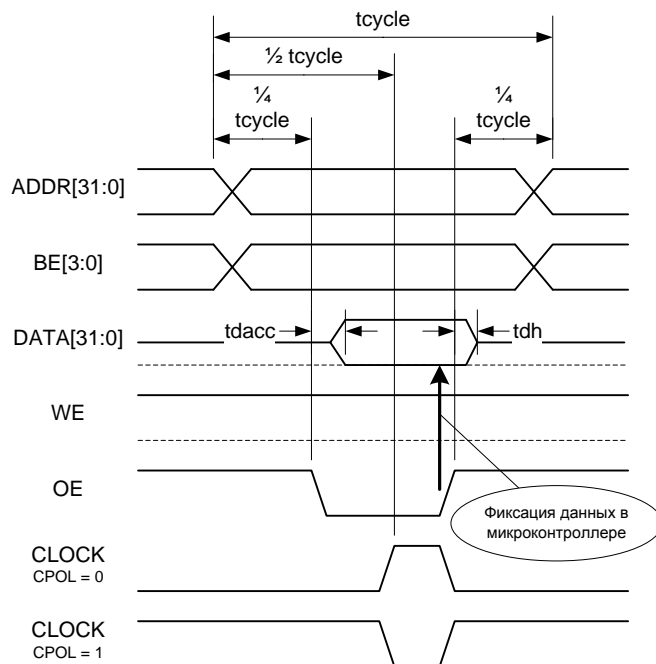 tcycle
½ tcycle
¼
tcycle
¼
tcycle
ADDR[31:0]
BE[3:0]
DATA[31:0]
tdacc
tdh
WE
OE
Фиксация данных в
микроконтроллере
CLOCK
CPOL = 0
CLOCK
CPOL = 1